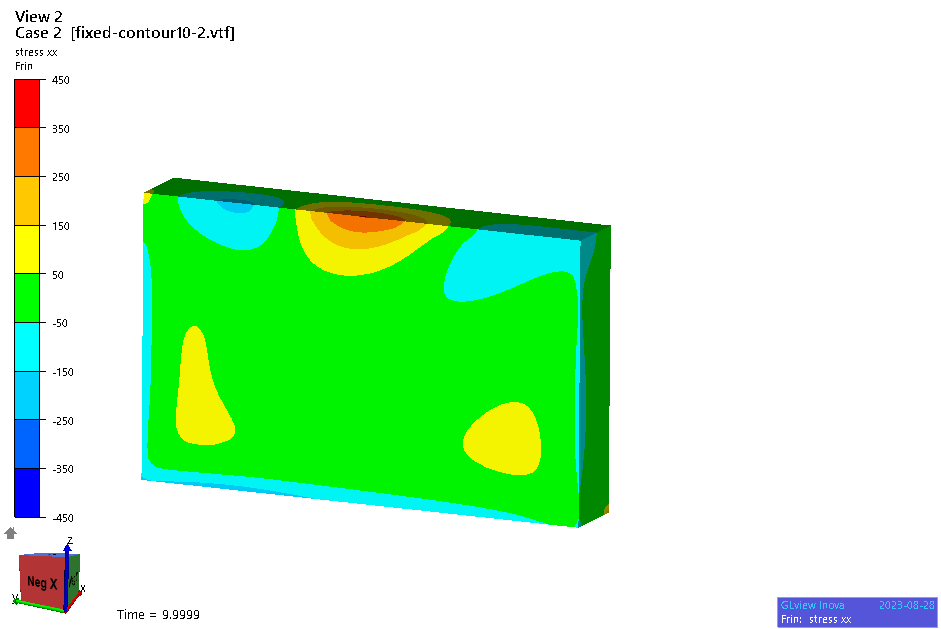 View 2
Case 2 [fixed-contour10-2.vtf]
stress xx
Frin
450
350
250
150
50
-50
-150
-250
-350
-450
Z
Neg X
X
Y
Time = 9.9999
GLview Inova 2023-08-28
Frin: stress xx